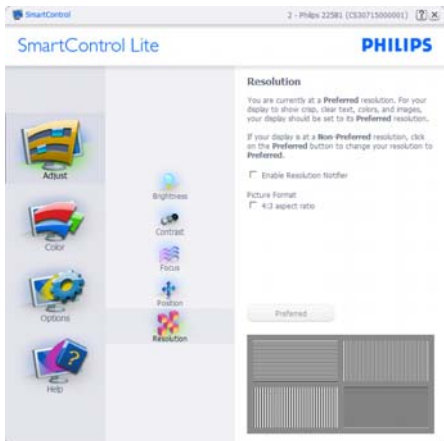 SmartControl
2 - Philips 225B1 (CS30715000001)
SmartControl Lite
PHILIPS
Adjust
Color
Options
Help
Brightness
Contrast
Focus
Position
Resolution
Resolution
You are currently at a Preferred resolution. For your
display to show crisp, clear text, colors, and images,
your display should be set to its Preferred resolution.
If your display is at a Non-Preferred resolution, click
on the Preferred button to change your resolution to
Preferred.
Enable Resolution Notifier
Picture Format
4:3 aspect ratio
Preferred